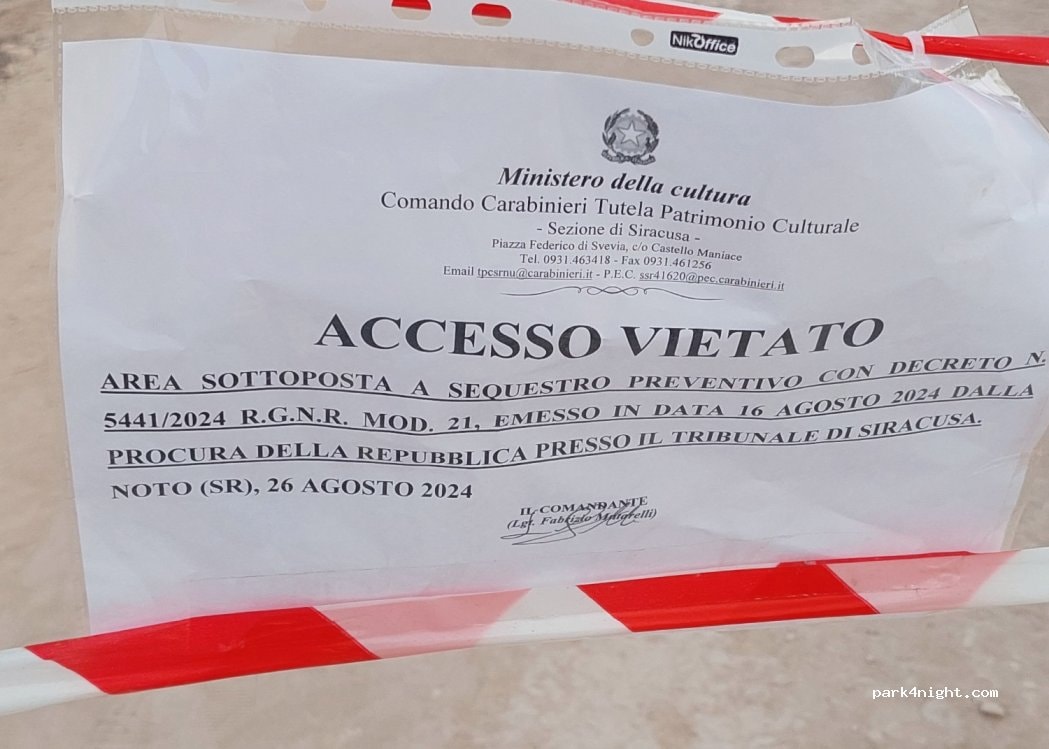 NikOffice
Ministero della cultura
Comando Carabinieri Tutela Patrimonio Culturale
- Sezione di Siracusa -
Piazza Federico di Svevia, c/o Castello Maniace
Tel. 0931.463418 - Fax 0931.461256
Email tpcsrnu@carabinieri.it - P.E.C. ssr41620@pec.carabinieri.it
ACCESSO VIETATO
AREA SOTTOPOSTA A SEQUESTRO PREVENTIVO CON DECRETO N.
5441/2024 R.G.N.R. MOD. 21, EMESSO IN DATA 16 AGOSTO 2024 DALLA
PROCURA DELLA REPUBBLICA PRESSO IL TRIBUNALE DI SIRACUSA.
NOTO (SR), 26 AGOSTO 2024
IL COMANDANTE
(Lgt. Fabrizio
park4night.com